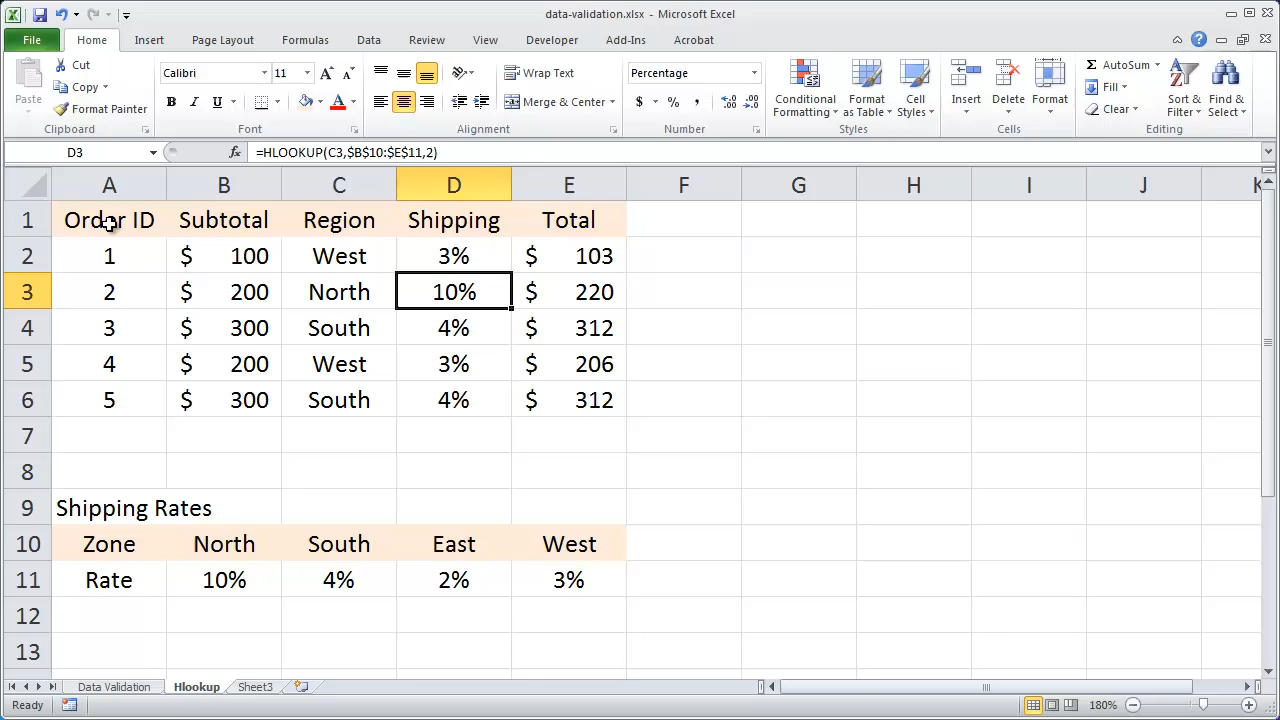 data-validation.xlsx - Microsoft Excel
File Home Insert Page Layout Formulas Data Review View Developer Add-Ins Acrobat
Paste
Cut
Copy
Format Painter
Clipboard
Calibri 11
B I U
Font
Wrap Text
Merge & Center
Alignment
Percentage
$ % ,
Number
Conditional Formatting
Format as Table
Cell Styles
Styles
Insert Delete Format
Cells
AutoSum
Fill
Clear
Sort & Filter
Find & Select
Editing
D3 fx =HLOOKUP(C3,$B$10:$E$11,2)
A B C D E F G H I J K
1 Order ID Subtotal Region Shipping Total
2 1 $ 100 West 3% $ 103
3 2 $ 200 North 10% $ 220
4 3 $ 300 South 4% $ 312
5 4 $ 200 West 3% $ 206
6 5 $ 300 South 4% $ 312
7
8
9 Shipping Rates
10 Zone North South East West
11 Rate 10% 4% 2% 3%
12
13
Data Validation Hlookup Sheet3
Ready 180%